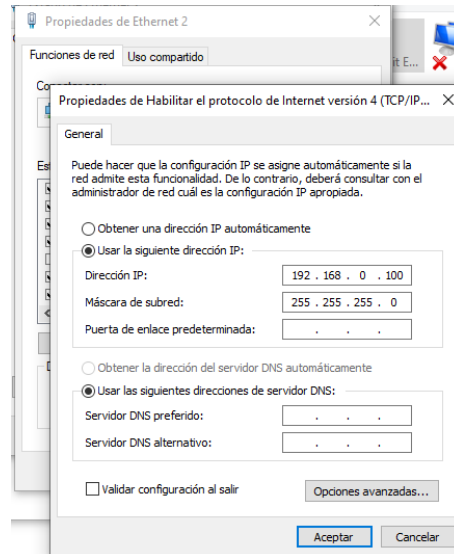 Propiedades de Ethernet 2
Funciones de red Uso compartido
it E...
Propiedades de Habilitar el protocolo de Internet versión 4 (TCP/IP...
General
Puede hacer que la configuración IP se asigne automáticamente si la
red admite esta funcionalidad. De lo contrario, deberá consultar con el
administrador de red cuál es la configuración IP apropiada.
Obtener una dirección IP automáticamente
Usar la siguiente dirección IP:
Dirección IP: 192 . 168 . 0 . 100
Máscara de subred: 255 . 255 . 255 . 0
Puerta de enlace predeterminada: . . .
Obtener la dirección del servidor DNS automáticamente
Usar las siguientes direcciones de servidor DNS:
Servidor DNS preferido: . . .
Servidor DNS alternativo: . . .
Validar configuración al salir Opciones avanzadas...
Aceptar Cancelar